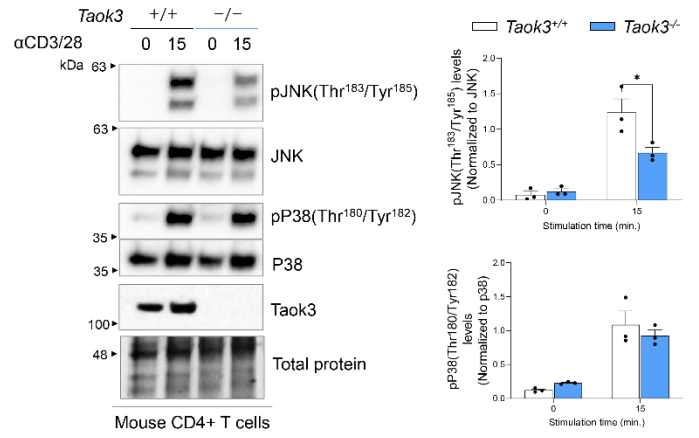 Taok3 +/+ −/−
αCD3/28 0 15 0 15
kDa
63
pJNK(Thr183/Tyr185)
63
JNK
pP38(Thr180/Tyr182)
35
P38
35
Taok3
100
48
Total protein
Mouse CD4+ T cells
Taok3+/+ Taok3-/-
pJNK(Thr183/Tyr185) levels
(Normalized to JNK)
2.0
1.5
1.0
0.5
0.0
*
0 15
Stimulation time (min.)
pP38(Thr180/Tyr182)
levels
(Normalized to p38)
2.0
1.5
1.0
0.5
0.0
0 15
Stimulation time (min.)